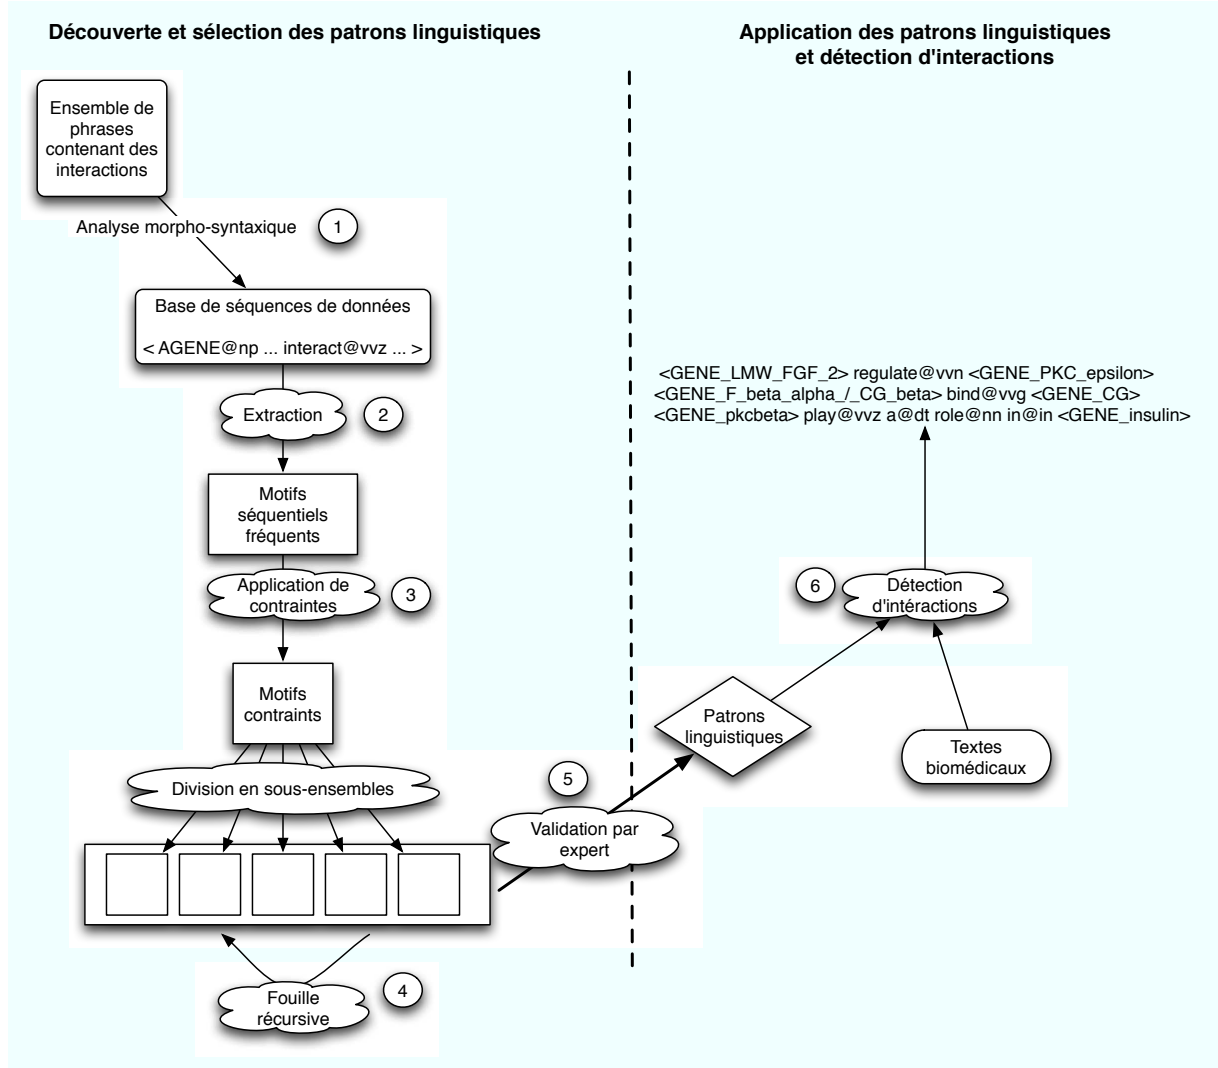 Découverte et sélection des patrons linguistiques
Ensemble de
phrases
contenant des
interactions
Analyse morpho-syntaxique
1
Base de séquences de données
< AGENE@np ... interact@vvz ... >
Extraction
2
Motifs
séquentiels
fréquents
Application de
contraintes
3
Motifs
contraints
Division en sous-ensembles
Fouille
récursive
4
5
Validation par
expert
Application des patrons linguistiques
et détection d'interactions
<GENE_LMW_FGF_2> regulate@vvn <GENE_PKC_epsilon>
<GENE_F_beta_alpha_/_CG_beta> bind@vvg <GENE_CG>
<GENE_pkcbeta> play@vvz a@dt role@nn in@in <GENE_insulin>
6
Détection
d'intéractions
Patrons
linguistiques
Textes
biomédicaux